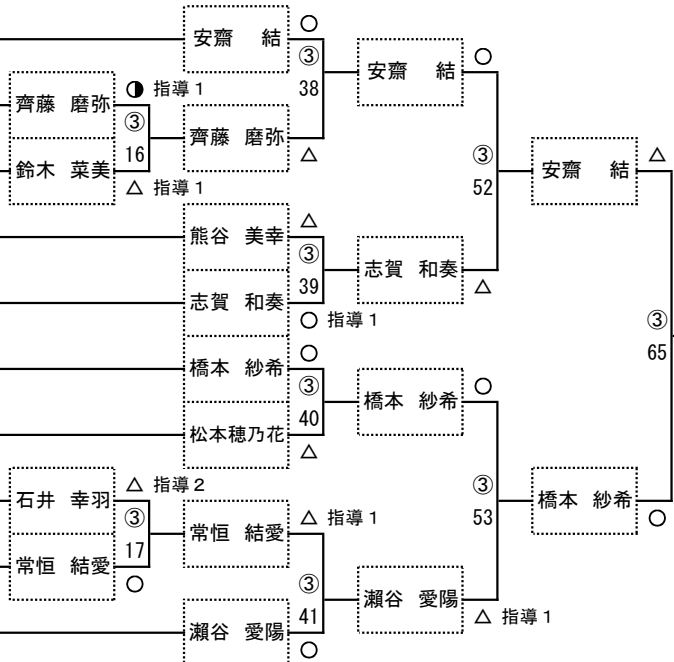 安齋 結
○
③
38
安齋 結
○
齊藤 磨弥
◑ 指導1
③
16
齊藤 磨弥
△
鈴木 菜美
△ 指導1
③
52
安齋 結
△
熊谷 美幸
△
③
39
志賀 和奏
△
志賀 和奏
○ 指導1
③
65
橋本 紗希
○
③
40
橋本 紗希
○
松本穂乃花
△
石井 幸羽
△ 指導2
③
17
常恒 結愛
△ 指導1
③
53
橋本 紗希
○
常恒 結愛
○
③
41
瀬谷 愛陽
△ 指導1
瀬谷 愛陽
○